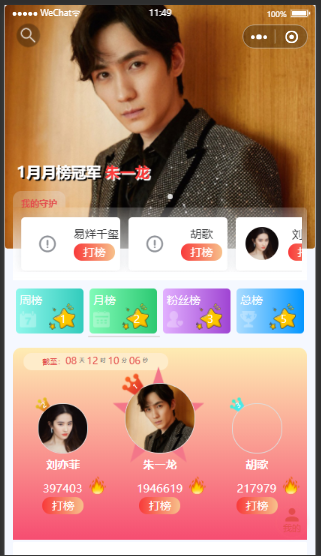 WeChat 11:49 100%
1月月榜冠军 朱一龙
我的守护
易烊千玺 胡歌 刘
打榜 打榜 打
周榜 月榜 粉丝榜 总榜
7 1 3 5
截至: 08 天 12 时 10 分 06 秒
1
2
3
刘亦菲 朱一龙 胡歌
397403 1946619 217979
打榜 打榜 打榜